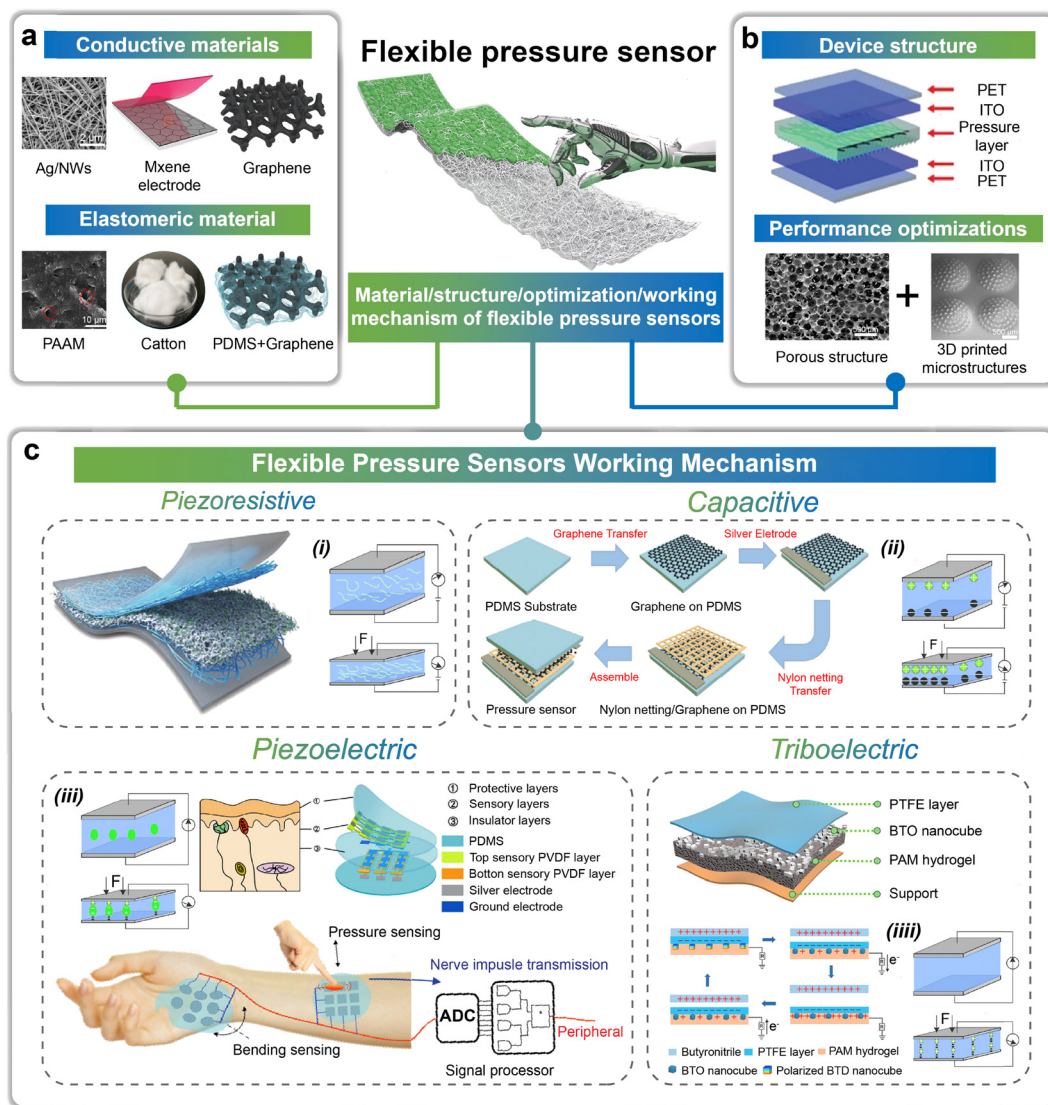 a
Conductive materials
2 μm
Ag/NWs
Mxene
electrode
Graphene
Elastomeric material
10 μm
PAAM
Catton
PDMS+Graphene
Flexible pressure sensor
Material/structure/optimization/working
mechanism of flexible pressure sensors
b
Device structure
PET
ITO
Pressure
layer
ITO
PET
Performance optimizations
+
500 μm
Porous structure
3D printed
microstructures
c
Flexible Pressure Sensors Working Mechanism
Piezoresistive
(i)
F
Capacitive
Graphene Transfer
Silver Eletrode
(ii)
PDMS Substrate
Graphene on PDMS
F
Assemble
Nylon netting
Transfer
Pressure sensor
Nylon netting/Graphene on PDMS
Piezoelectric
(iii)
F
① Protective layers
② Sensory layers
③ Insulator layers
①
②
③
PDMS
Top sensory PVDF layer
Botton sensory PVDF layer
Silver electrode
Ground electrode
Pressure sensing
Nerve impusle transmission
ADC
Peripheral
Bending sensing
Signal processor
Triboelectric
PTFE layer
BTO nanocube
PAM hydrogel
Support
(iiii)
e-
e-
F
Butyronitrile
PTFE layer
PAM hydrogel
BTO nanocube
Polarized BTD nanocube